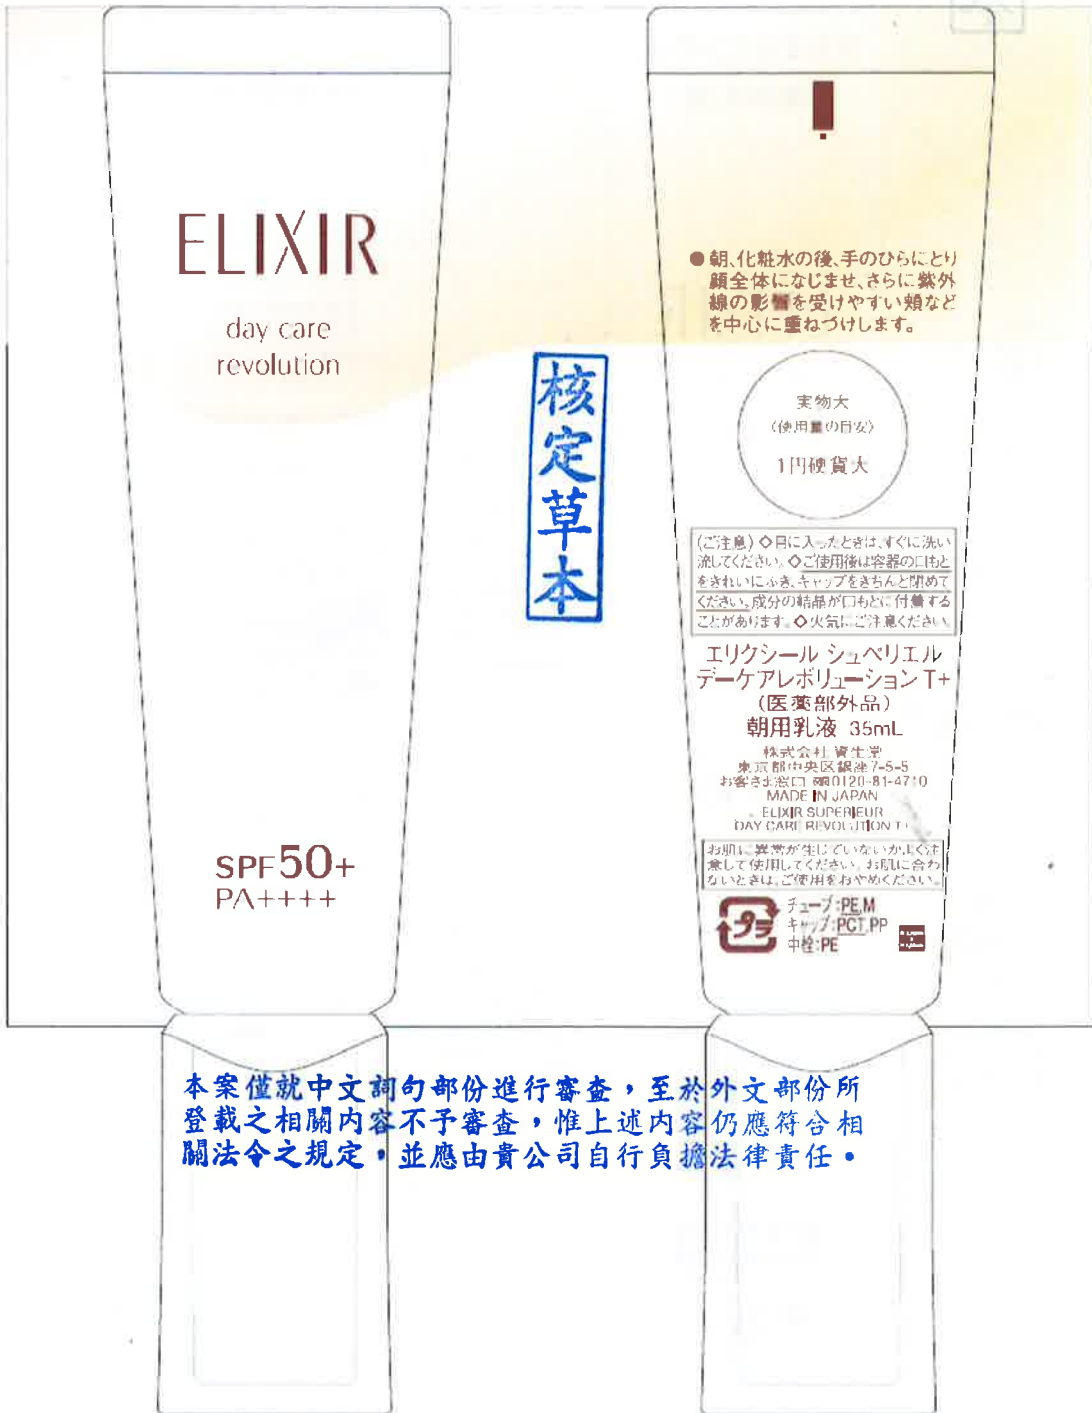 ELIXIR
day care
revolution
SPF50+
PA++++
核定草本
●朝、化粧水の後、手のひらにとり
顔全体になじませ、さらに紫外
線の影響を受けやすい頬など
を中心に重ねづけします。
実物大
（使用量の目安）
1円硬貨大
（ご注意）◇目に入ったときは、すぐに洗い
流してください。◇ご使用後は容器の口もと
をきれいにふき、キャップをきちんと閉めて
ください。成分の結晶が口もとに付着する
ことがあります。◇火気にご注意ください。
エリクシール シュペリエル
デーケアレボリューション T+
（医薬部外品）
朝用乳液 35mL
株式会社 資生堂
東京都中央区銀座7-5-5
お客さま窓口 0120-81-4710
MADE IN JAPAN
ELIXIR SUPERIEUR
DAY CARE REVOLUTION T+
お肌に異常が生じていないかよく注
意して使用してください。お肌に合わ
ないときは、ご使用をおやめください。
プラ
チューブ:PE,M
キャップ:PCT,PP
中栓:PE
本案僅就中文詞句部份進行審查，至於外文部份所
登載之相關內容不予審查，惟上述內容仍應符合相
關法令之規定，並應由貴公司自行負擔法律責任。